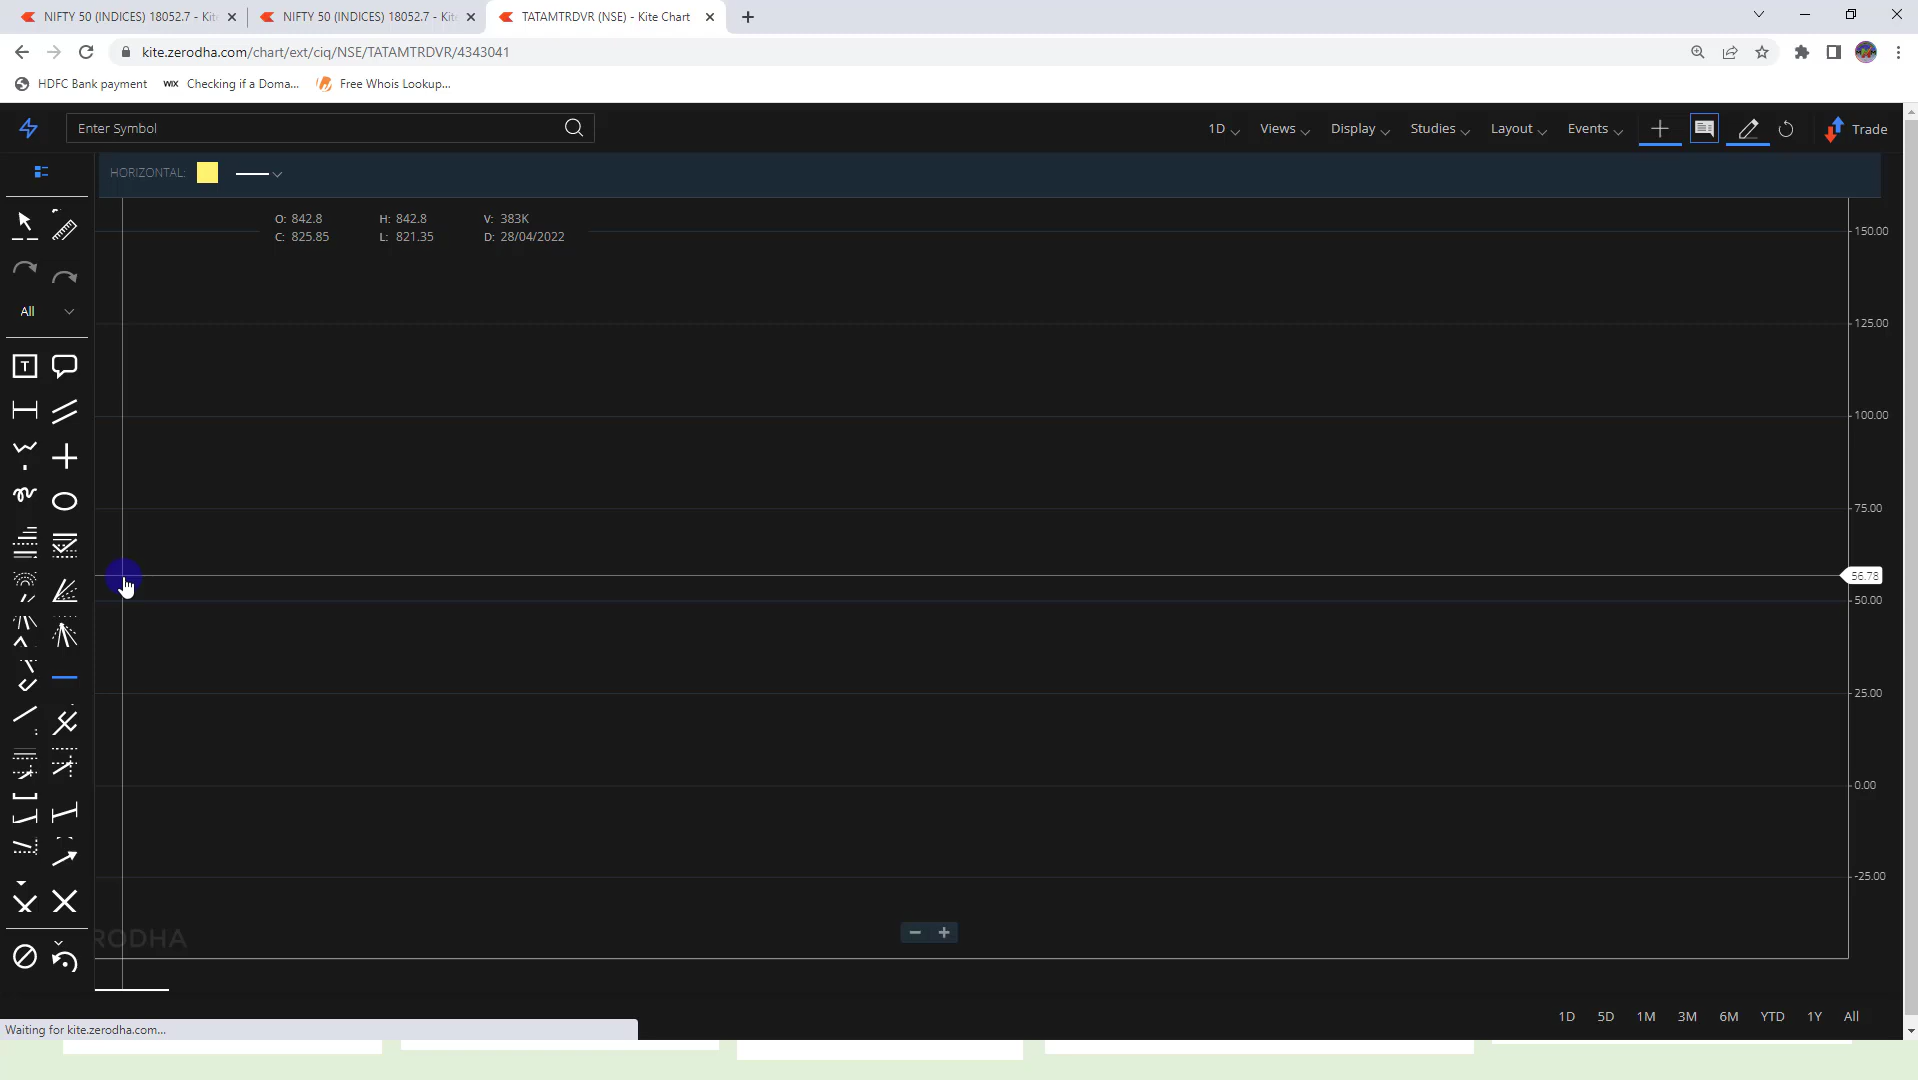 NIFTY 50 (INDICES) 18052.7 - Kit
NIFTY 50 (INDICES) 18052.7 - Kit
TATAMTRDVR (NSE) - Kite Chart
kite.zerodha.com/chart/ext/ciq/NSE/TATAMTRDVR/4343041
HDFC Bank payment
WIX Checking if a Doma...
Free Whois Lookup...
Enter Symbol
1D Views Display Studies Layout Events Trade
HORIZONTAL:
O: 842.8 H: 842.8 V: 383K
C: 825.85 L: 821.35 D: 28/04/2022
All
T
150.00
125.00
100.00
75.00
56.78
50.00
25.00
0.00
-25.00
RODHA
1D 5D 1M 3M 6M YTD 1Y All
Waiting for kite.zerodha.com...